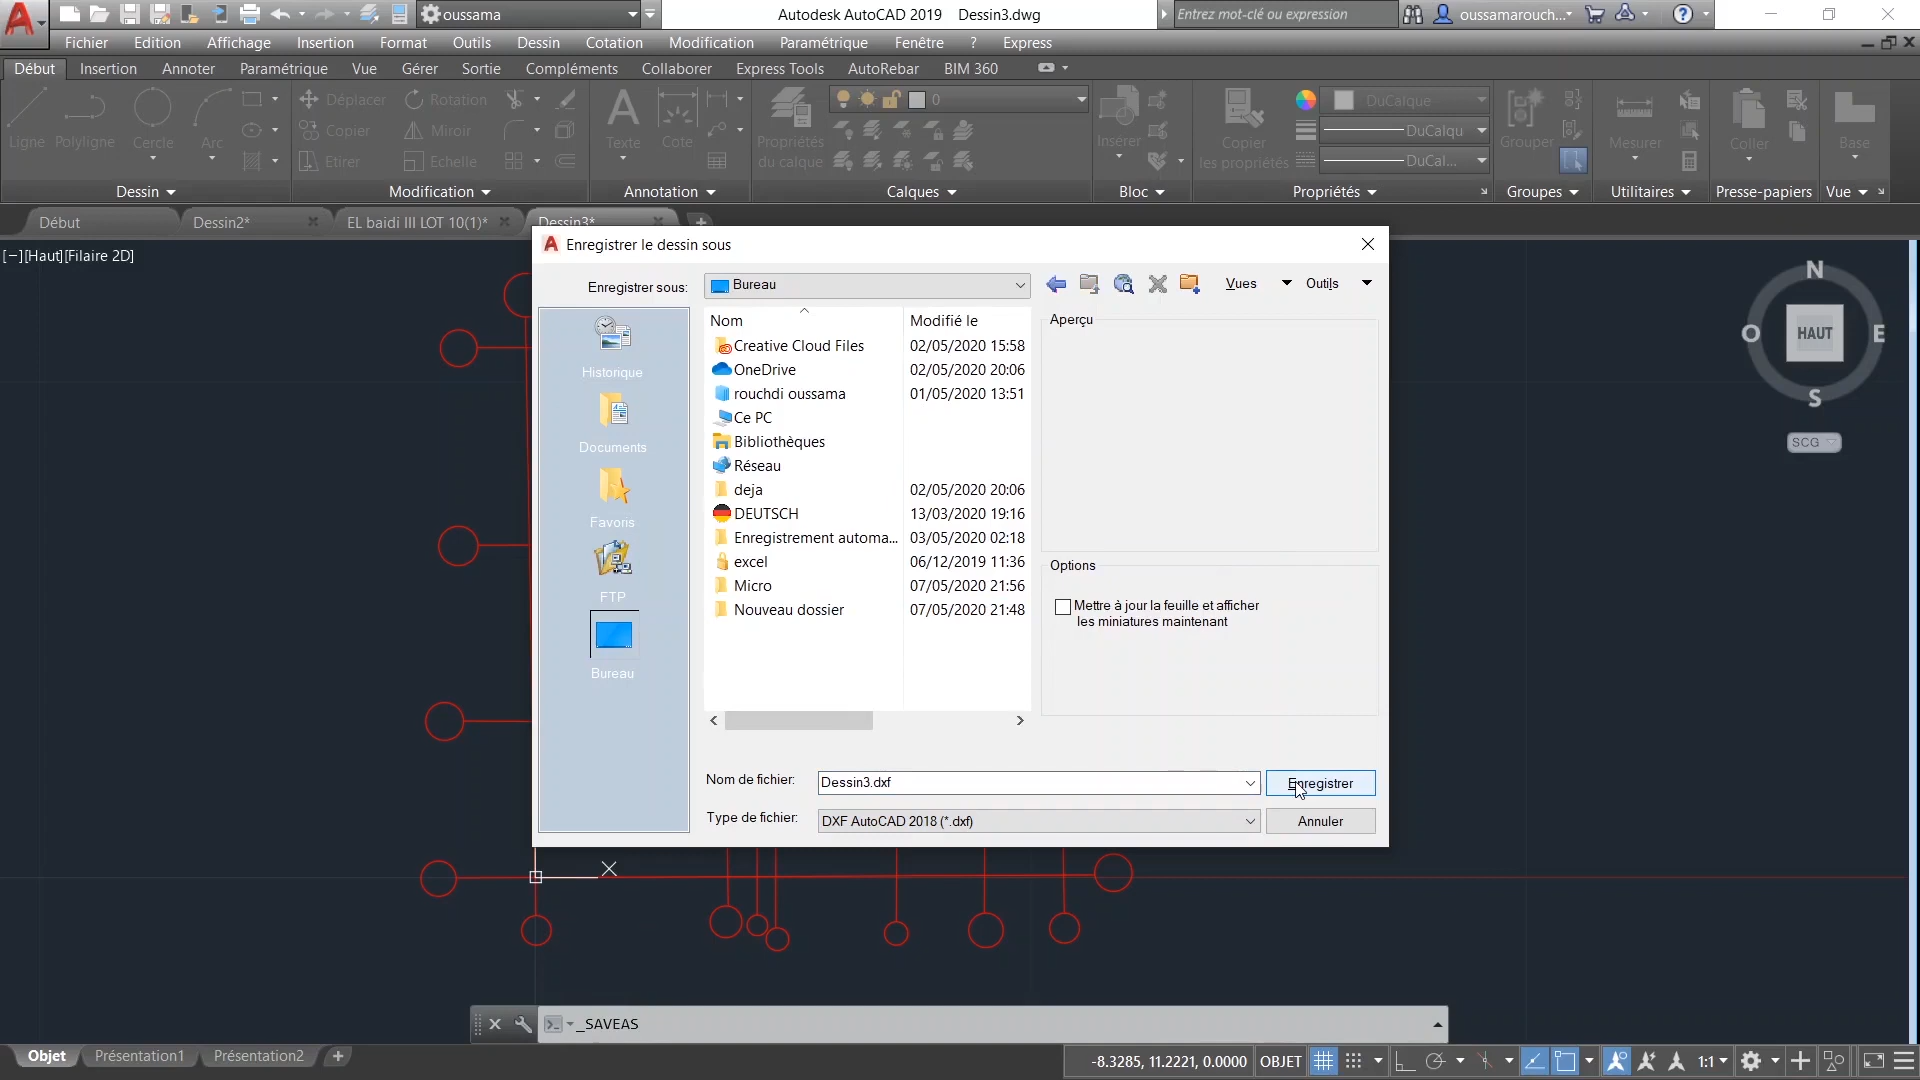 oussama
Autodesk AutoCAD 2019 Dessin3.dwg
Entrez mot-clé ou expression
oussamarouch...
Fichier Edition Affichage Insertion Format Outils Dessin Cotation Modification Paramétrique Fenêtre ? Express
Début Insertion Annoter Paramétrique Vue Gérer Sortie Compléments Collaborer Express Tools AutoRebar BIM 360
Ligne Polyligne Cercle Arc
Déplacer Rotation
Copier Miroir
Etirer Echelle
Texte Cote
Propriétés
du calque
0
Insérer
Copier
les propriétés
DuCalque
DuCalqu
DuCal...
Grouper
Mesurer
Coller
Base
Dessin Modification Annotation Calques Bloc Propriétés Groupes Utilitaires Presse-papiers Vue
Début Dessin2* EL baidi III LOT 10(1)* Dessin3*
[−][Haut][Filaire 2D]
N
O HAUT E
S
SCG
Enregistrer le dessin sous
Enregistrer sous: Bureau Vues Outils
Historique
Documents
Favoris
FTP
Bureau
Nom Modifié le
Creative Cloud Files 02/05/2020 15:58
OneDrive 02/05/2020 20:06
rouchdi oussama 01/05/2020 13:51
Ce PC
Bibliothèques
Réseau
deja 02/05/2020 20:06
DEUTSCH 13/03/2020 19:16
Enregistrement automa... 03/05/2020 02:18
excel 06/12/2019 11:36
Micro 07/05/2020 21:56
Nouveau dossier 07/05/2020 21:48
Aperçu
Options
Mettre à jour la feuille et afficher
les miniatures maintenant
Nom de fichier: Dessin3.dxf Enregistrer
Type de fichier: DXF AutoCAD 2018 (*.dxf) Annuler
_SAVEAS
Objet Présentation1 Présentation2 +
-8.3285, 11.2221, 0.0000 OBJET 1:1